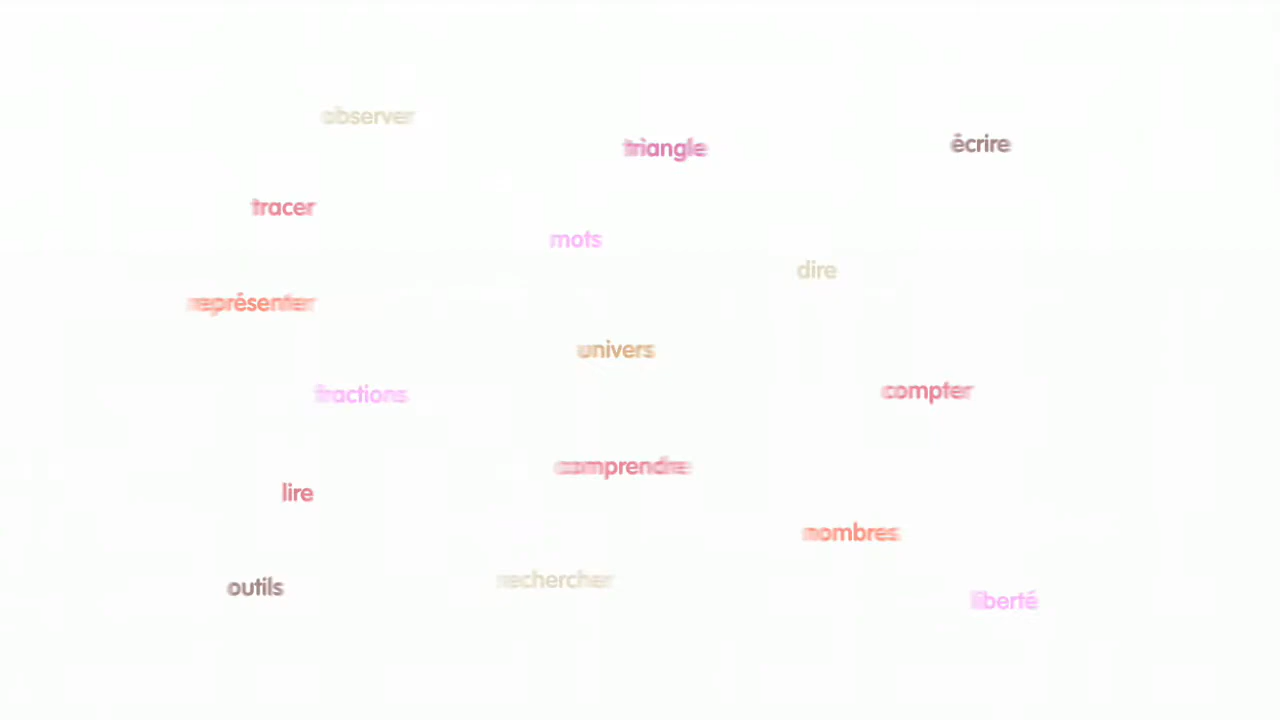 observer
triangle
écrire
tracer
mots
dire
représenter
univers
fractions
compter
comprendre
lire
nombres
rechercher
outils
liberté